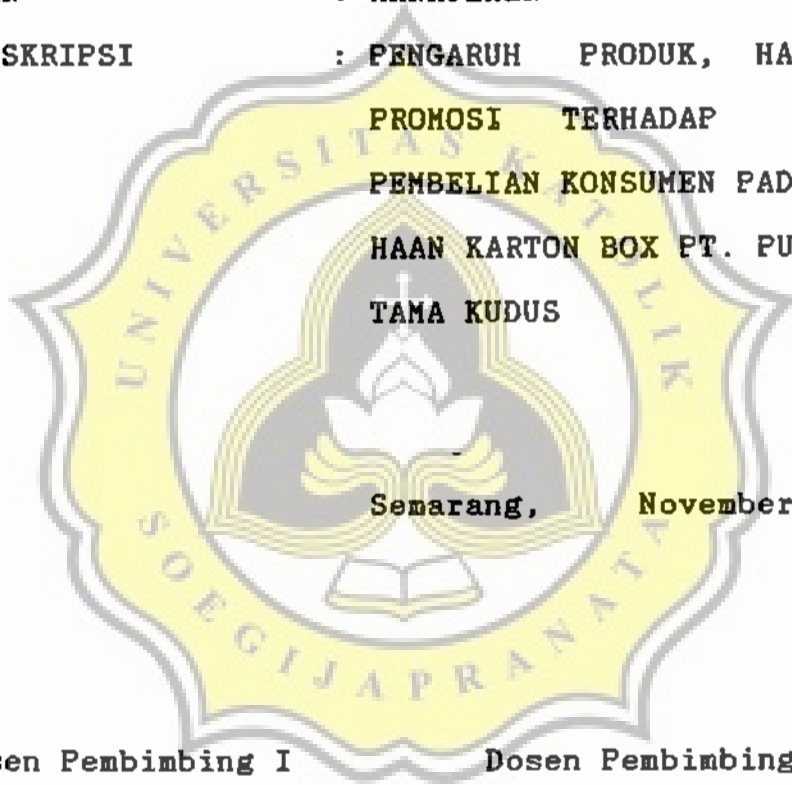 SKRIPSI : PENGARUH PRODUK, HA
PROMOSI TERHADAP
PEMBELIAN KONSUMEN PAD
HAAN KARTON BOX PT. PU
TAMA KUDUS
UNIVERSITAS KATOLIK
SOEGIJAPRANATA
Semarang, November
sen Pembimbing I Dosen Pembimbing